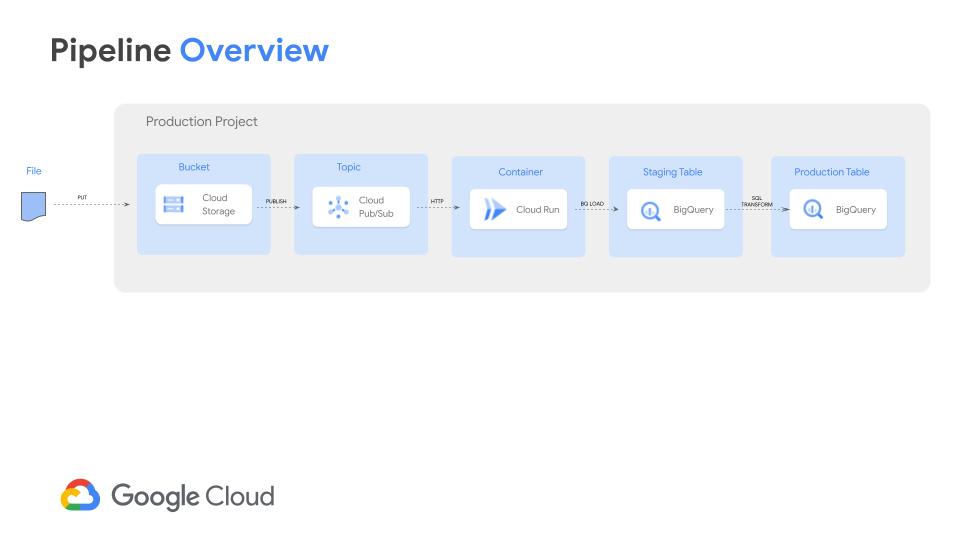 Pipeline Overview
Production Project
File
PUT
Bucket
Cloud
Storage
PUBLISH
Topic
Cloud
Pub/Sub
HTTP
Container
Cloud Run
BQ LOAD
Staging Table
BigQuery
SQL
TRANSFORM
Production Table
BigQuery
Google Cloud